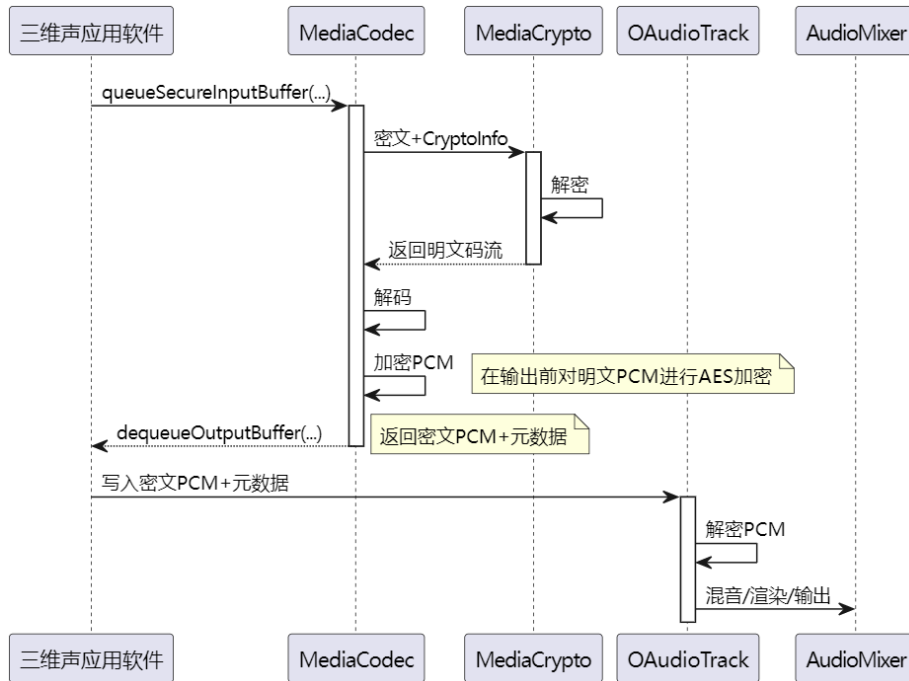 三维声应用软件
MediaCodec
MediaCrypto
OAudioTrack
AudioMixer
queueSecureInputBuffer(...)
密文+CryptoInfo
解密
返回明文码流
解码
加密PCM
在输出前对明文PCM进行AES加密
dequeueOutputBuffer(...)
返回密文PCM+元数据
写入密文PCM+元数据
解密PCM
混音/渲染/输出
三维声应用软件
MediaCodec
MediaCrypto
OAudioTrack
AudioMixer